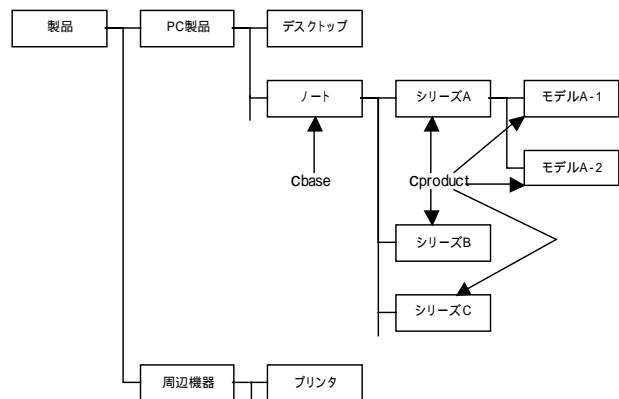 製品
PC製品
デスクトップ
ノート
シリーズA
モデルA-1
モデルA-2
cbase
cproduct
シリーズB
シリーズC
周辺機器
プリンタ